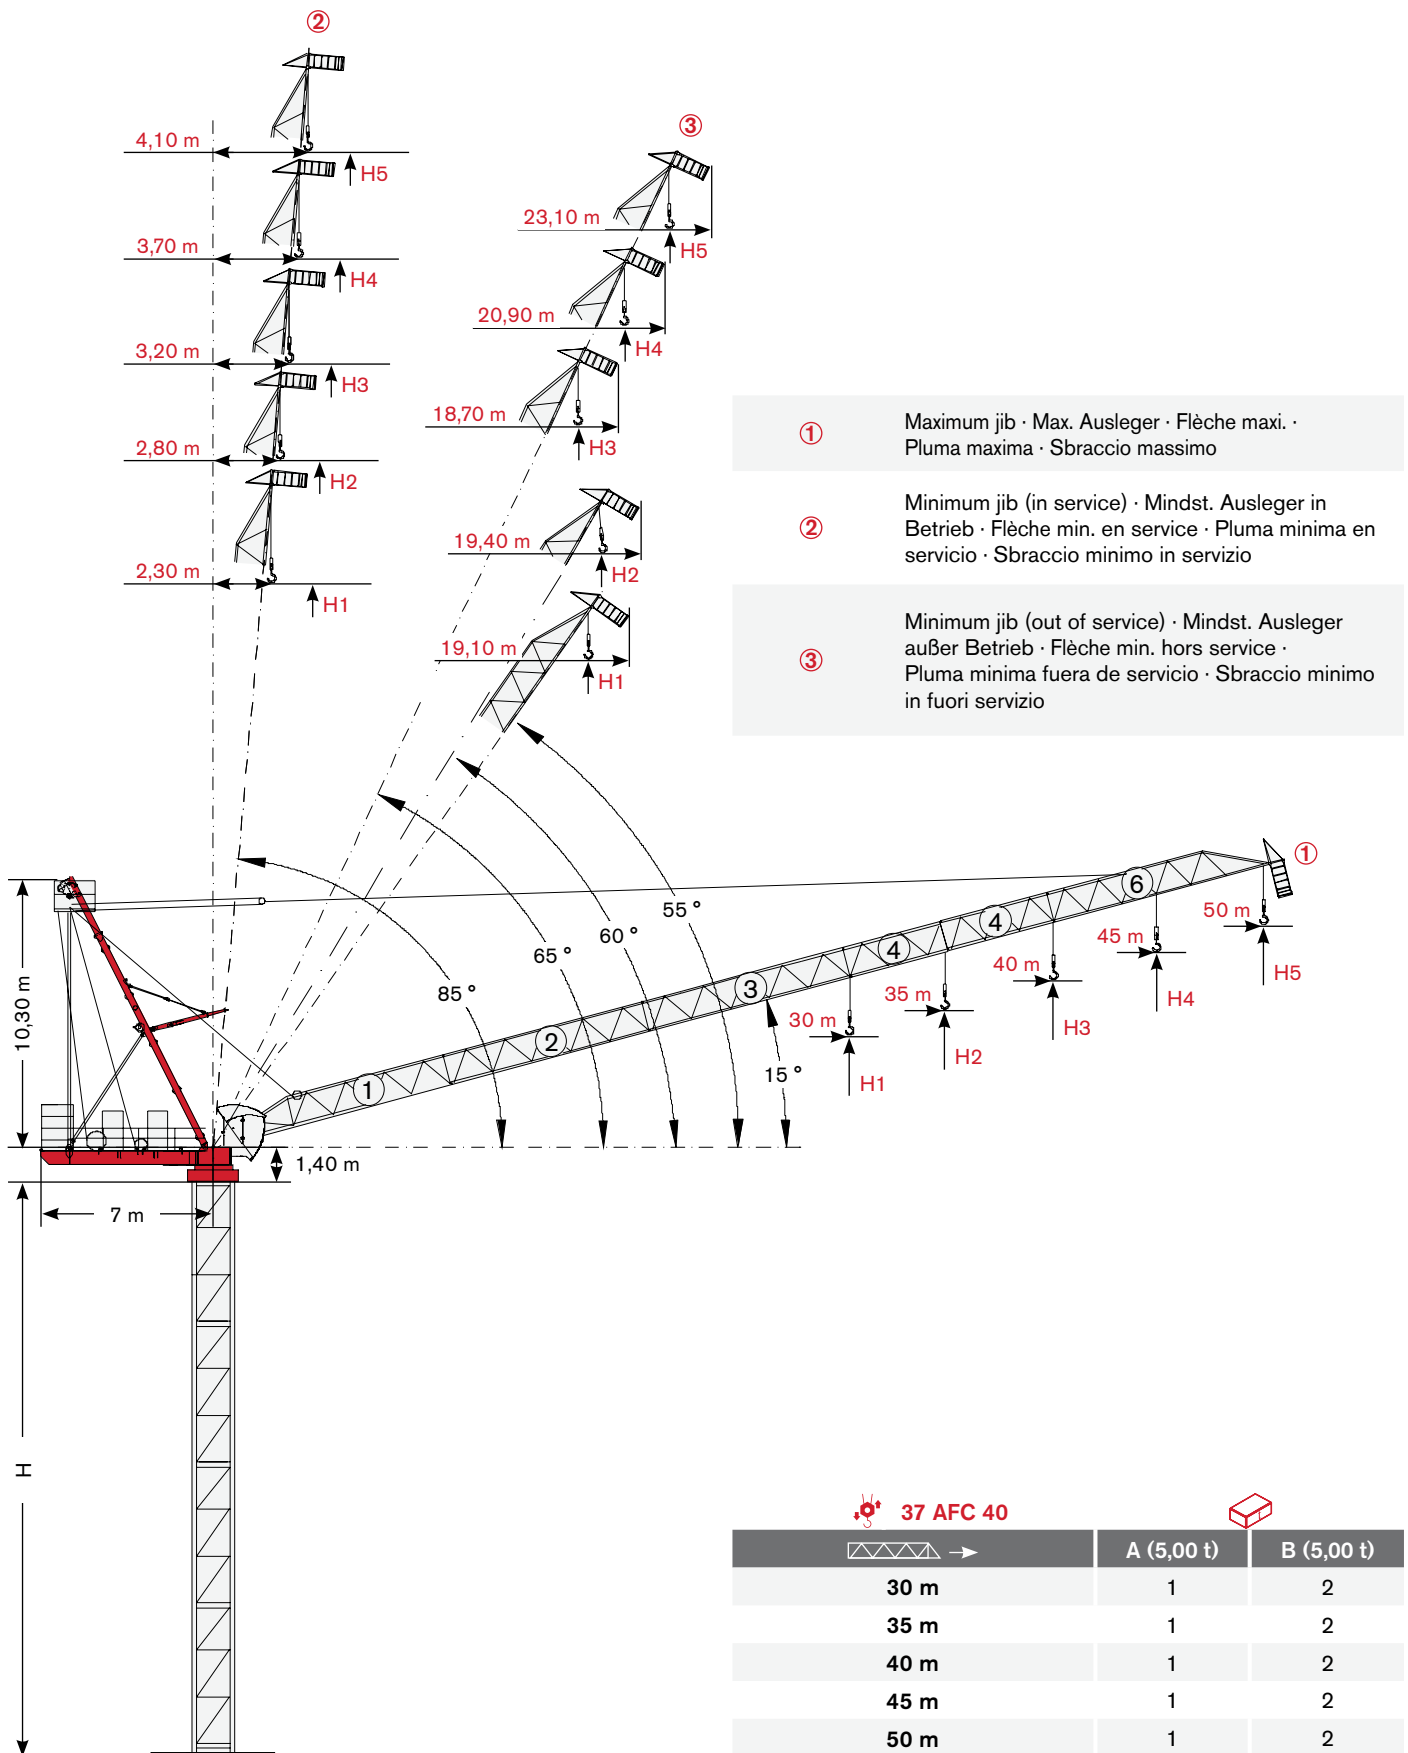 ②
4,10 m
H5
3,70 m
H4
3,20 m
H3
2,80 m
H2
2,30 m
H1
③
23,10 m
H5
20,90 m
H4
18,70 m
H3
19,40 m
H2
19,10 m
H1
① Maximum jib · Max. Ausleger · Flèche maxi. ·
Pluma maxima · Sbraccio massimo
② Minimum jib (in service) · Mindst. Ausleger in
Betrieb · Flèche min. en service · Pluma minima en
servicio · Sbraccio minimo in servizio
③ Minimum jib (out of service) · Mindst. Ausleger
außer Betrieb · Flèche min. hors service ·
Pluma minima fuera de servicio · Sbraccio minimo
in fuori servizio
①
55 °
60 °
65 °
85 °
15 °
1
2
3
4
4
6
30 m
H1
35 m
H2
40 m
H3
45 m
H4
50 m
H5
10,30 m
1,40 m
7 m
H
37 AFC 40
A (5,00 t) B (5,00 t)
30 m 1 2
35 m 1 2
40 m 1 2
45 m 1 2
50 m 1 2